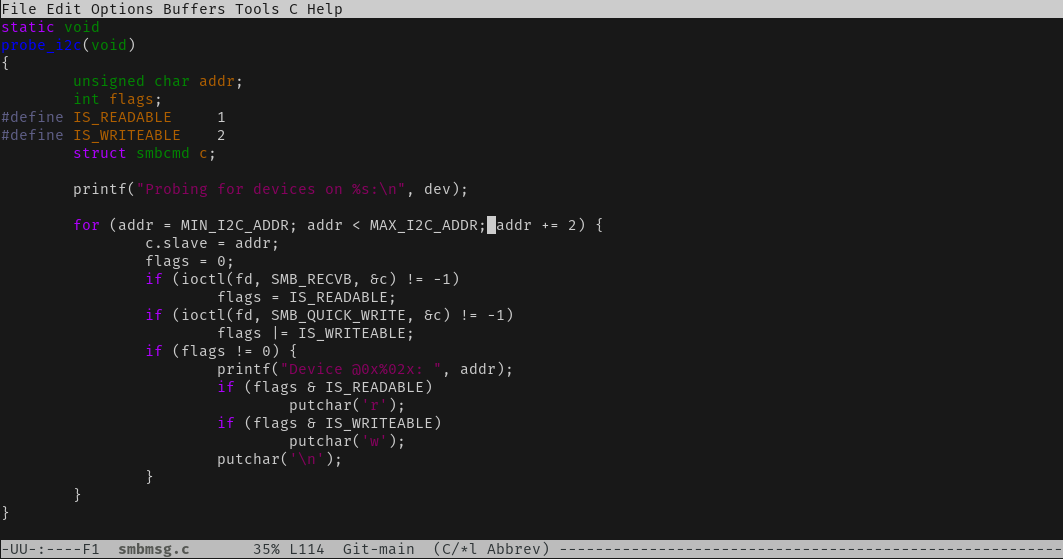 File Edit Options Buffers Tools C Help
static void
probe_i2c(void)
{
        unsigned char addr;
        int flags;
#define IS_READABLE     1
#define IS_WRITEABLE    2
        struct smbcmd c;

        printf("Probing for devices on %s:\n", dev);

        for (addr = MIN_I2C_ADDR; addr < MAX_I2C_ADDR; addr += 2) {
                c.slave = addr;
                flags = 0;
                if (ioctl(fd, SMB_RECVB, &c) != -1)
                        flags = IS_READABLE;
                if (ioctl(fd, SMB_QUICK_WRITE, &c) != -1)
                        flags |= IS_WRITEABLE;
                if (flags != 0) {
                        printf("Device @0x%02x: ", addr);
                        if (flags & IS_READABLE)
                                putchar('r');
                        if (flags & IS_WRITEABLE)
                                putchar('w');
                        putchar('\n');
                }
        }
}
-UU-:----F1  smbmsg.c       35% L114  Git-main  (C/*l Abbrev) --------------------------------------------------------